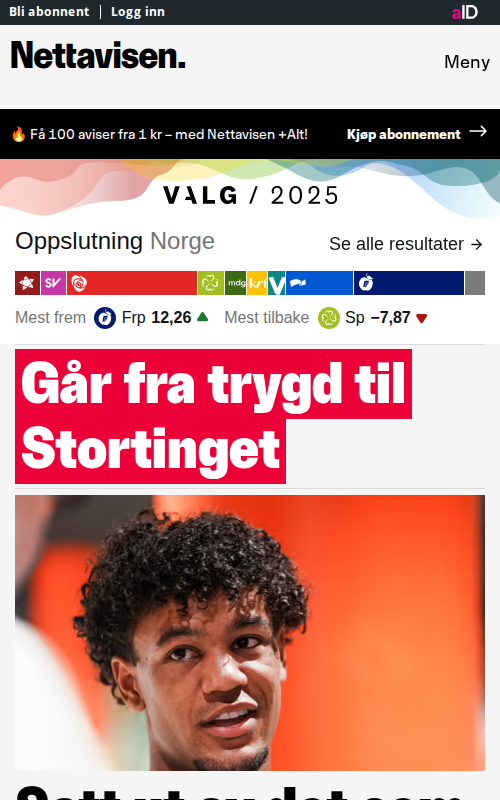 Bli abonnent | Logg inn
aID
Nettavisen.
Meny
🔥 Få 100 aviser fra 1 kr – med Nettavisen +Alt!
Kjøp abonnement →
VALG / 2025
Oppslutning Norge
Se alle resultater →
SV mdg krf V
Mest frem Frp 12,26 ▲ Mest tilbake Sp −7,87 ▼
Går fra trygd til
Stortinget